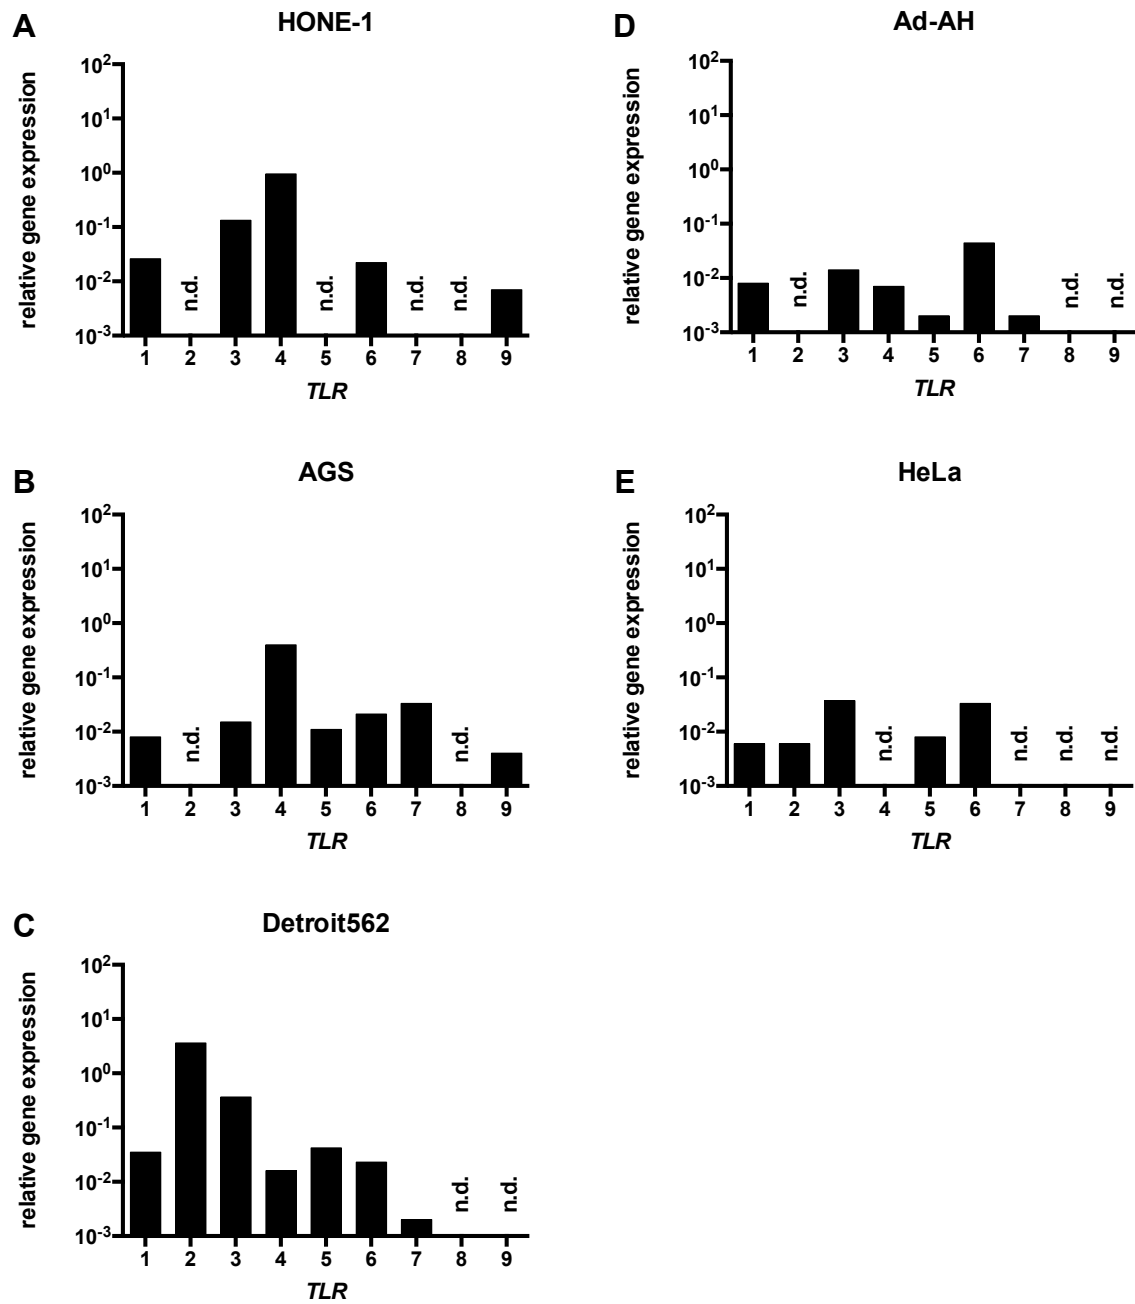 A
HONE-1
relative gene expression
10²
10¹
10⁰
10⁻¹
10⁻²
10⁻³
n.d.
n.d.
n.d.
n.d.
1 2 3 4 5 6 7 8 9
TLR
D
Ad-AH
relative gene expression
10²
10¹
10⁰
10⁻¹
10⁻²
10⁻³
n.d.
n.d.
n.d.
1 2 3 4 5 6 7 8 9
TLR
B
AGS
relative gene expression
10²
10¹
10⁰
10⁻¹
10⁻²
10⁻³
n.d.
n.d.
1 2 3 4 5 6 7 8 9
TLR
E
HeLa
relative gene expression
10²
10¹
10⁰
10⁻¹
10⁻²
10⁻³
n.d.
n.d.
n.d.
n.d.
1 2 3 4 5 6 7 8 9
TLR
C
Detroit562
relative gene expression
10²
10¹
10⁰
10⁻¹
10⁻²
10⁻³
n.d.
n.d.
1 2 3 4 5 6 7 8 9
TLR